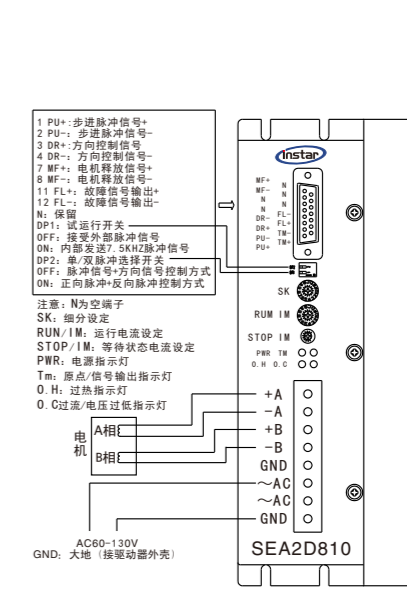 1 PU+:步进脉冲信号+
2 PU-: 步进脉冲信号-
3 DR+:方向控制信号
4 DR-: 方向控制信号-
7 MF+: 电机释放信号+
8 MF-: 电机释放信号-
11 FL+: 故障信号输出+
12 FL-: 故障信号输出-
N: 保留
DP1: 试运行开关
OFF: 接受外部脉冲信号
ON: 内部发送7.5KHZ脉冲信号
DP2: 单/双脉冲选择开关
OFF: 脉冲信号+方向信号控制方式
ON: 正向脉冲+反向脉冲控制方式
注意: N为空端子
SK: 细分设定
RUN/IM: 运行电流设定
STOP/IM: 等待状态电流设定
PWR: 电源指示灯
Tm: 原点/信号输出指示灯
O.H: 过热指示灯
O.C过流/电压过低指示灯
电机
A相
B相
AC60-130V
GND: 大地 (接驱动器外壳)
Instar
MF+
MF-
N
N
DR-
DR+
PU-
PU+
N
N
N
FL-
FL+
TM-
TM+
SK
RUM IM
STOP IM
PWR TM
O.H O.C
+A
-A
+B
-B
GND
~AC
~AC
GND
SEA2D810